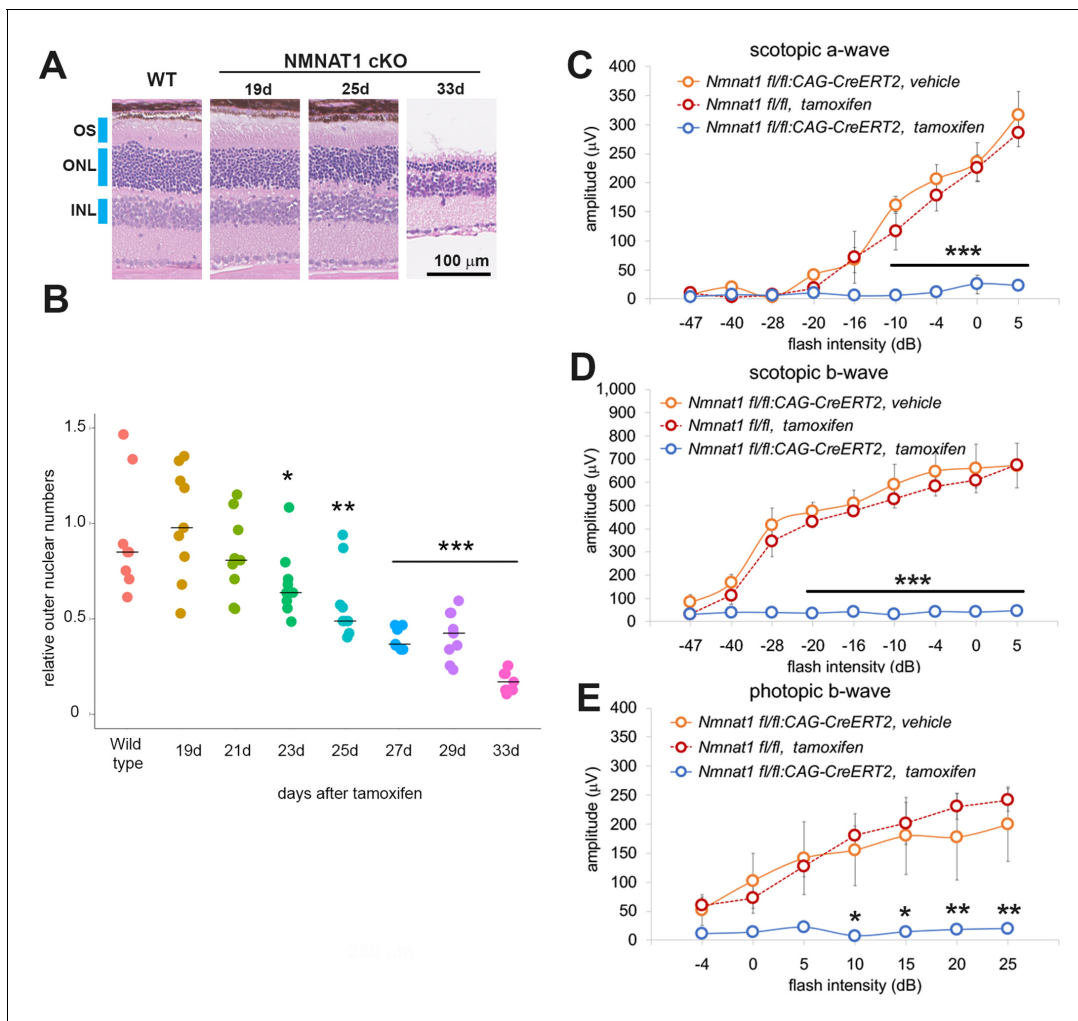 A
WT
NMNAT1 cKO
19d
25d
33d
OS
ONL
INL
100 μm
B
relative outer nuclear numbers
1.5
1.0
0.5
0
*
**
***
Wild type
19d
21d
23d
25d
27d
29d
33d
days after tamoxifen
C
scotopic a-wave
Nmnat1 fl/fl:CAG-CreERT2, vehicle
Nmnat1 fl/fl, tamoxifen
Nmnat1 fl/fl:CAG-CreERT2, tamoxifen
amplitude (μV)
400
350
300
250
200
150
100
50
0
***
-47 -40 -28 -20 -16 -10 -4 0 5
flash intensity (dB)
D
scotopic b-wave
Nmnat1 fl/fl:CAG-CreERT2, vehicle
Nmnat1 fl/fl, tamoxifen
Nmnat1 fl/fl:CAG-CreERT2, tamoxifen
amplitude (μV)
1,000
900
800
700
600
500
400
300
200
100
0
***
-47 -40 -28 -20 -16 -10 -4 0 5
flash intensity (dB)
E
photopic b-wave
Nmnat1 fl/fl:CAG-CreERT2, vehicle
Nmnat1 fl/fl, tamoxifen
Nmnat1 fl/fl:CAG-CreERT2, tamoxifen
amplitude (μV)
400
350
300
250
200
150
100
50
0
* * ** **
-4 0 5 10 15 20 25
flash intensity (dB)